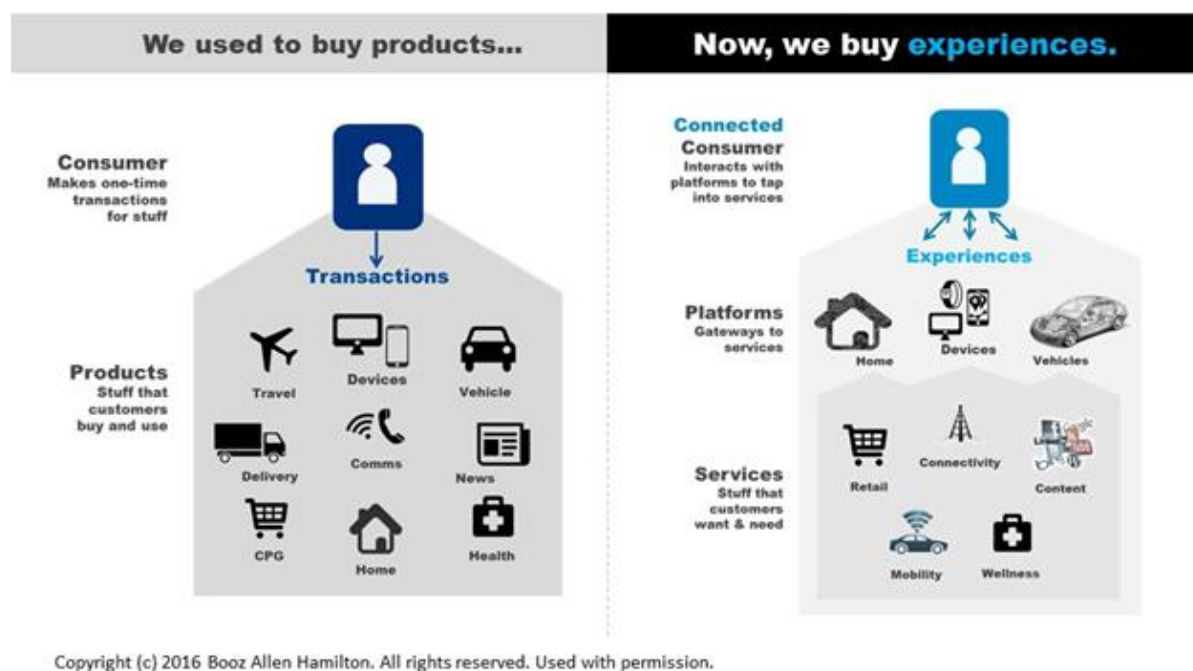 We used to buy products...
Now, we buy experiences.
Consumer
Makes one-time
transactions
for stuff
Transactions
Products
Stuff that
customers
buy and use
Travel
Devices
Vehicle
Delivery
Comms
News
CPG
Home
Health
Connected
Consumer
Interacts with
platforms to tap
into services
Experiences
Platforms
Gateways to
services
Home
Devices
Vehicles
Services
Stuff that
customers
want & need
Retail
Connectivity
Content
Mobility
Wellness
Copyright (c) 2016 Booz Allen Hamilton. All rights reserved. Used with permission.